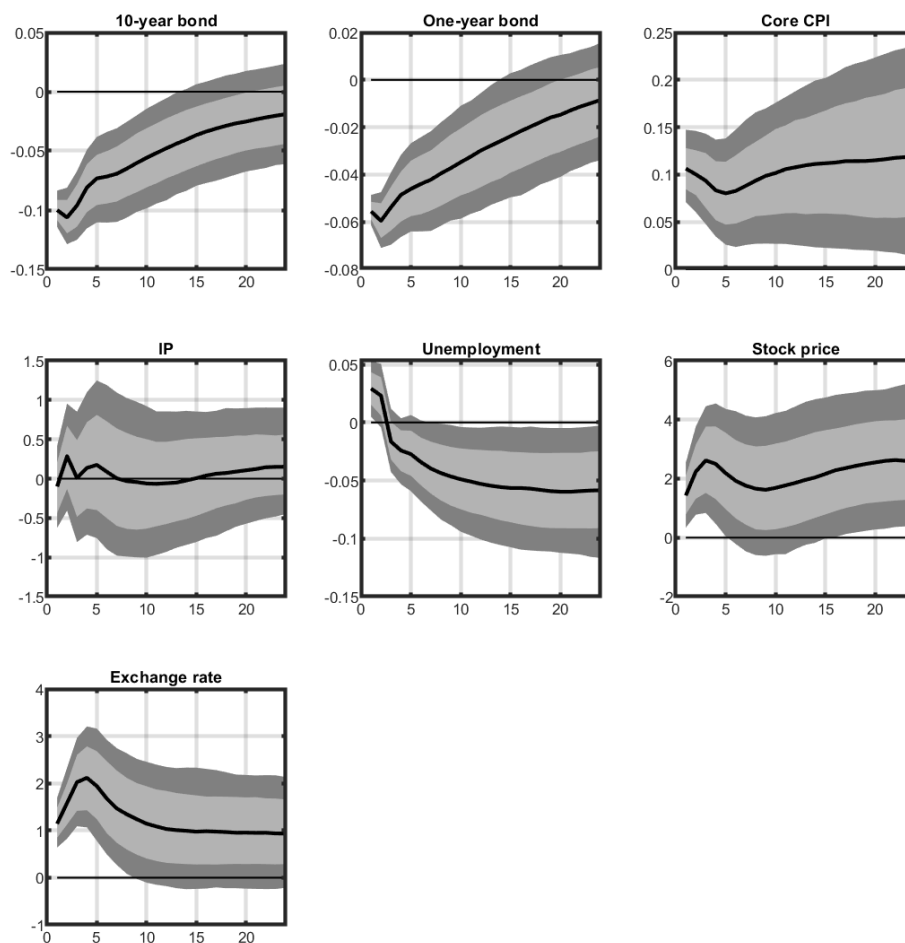 10-year bond
0.05
0
-0.05
-0.1
-0.15
0 5 10 15 20
One-year bond
0.02
0
-0.02
-0.04
-0.06
-0.08
0 5 10 15 20
Core CPI
0.25
0.2
0.15
0.1
0.05
0
0 5 10 15 20
IP
1.5
1
0.5
0
-0.5
-1
-1.5
0 5 10 15 20
Unemployment
0.05
0
-0.05
-0.1
-0.15
0 5 10 15 20
Stock price
6
4
2
0
-2
0 5 10 15 20
Exchange rate
4
3
2
1
0
-1
0 5 10 15 20